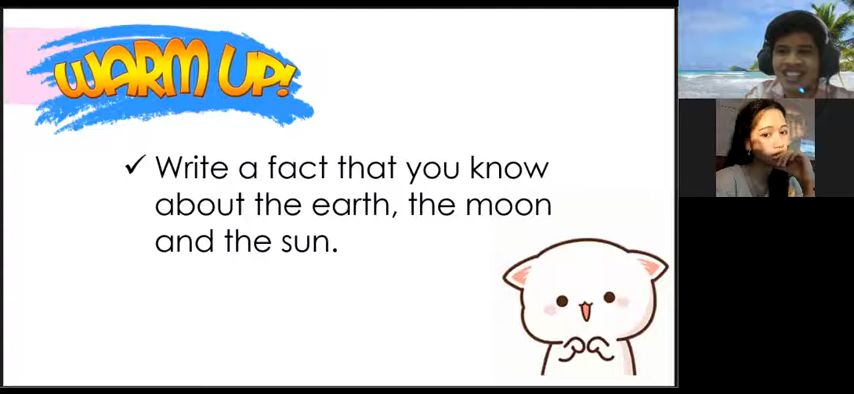 WARM UP!
✓ Write a fact that you know
about the earth, the moon
and the sun.